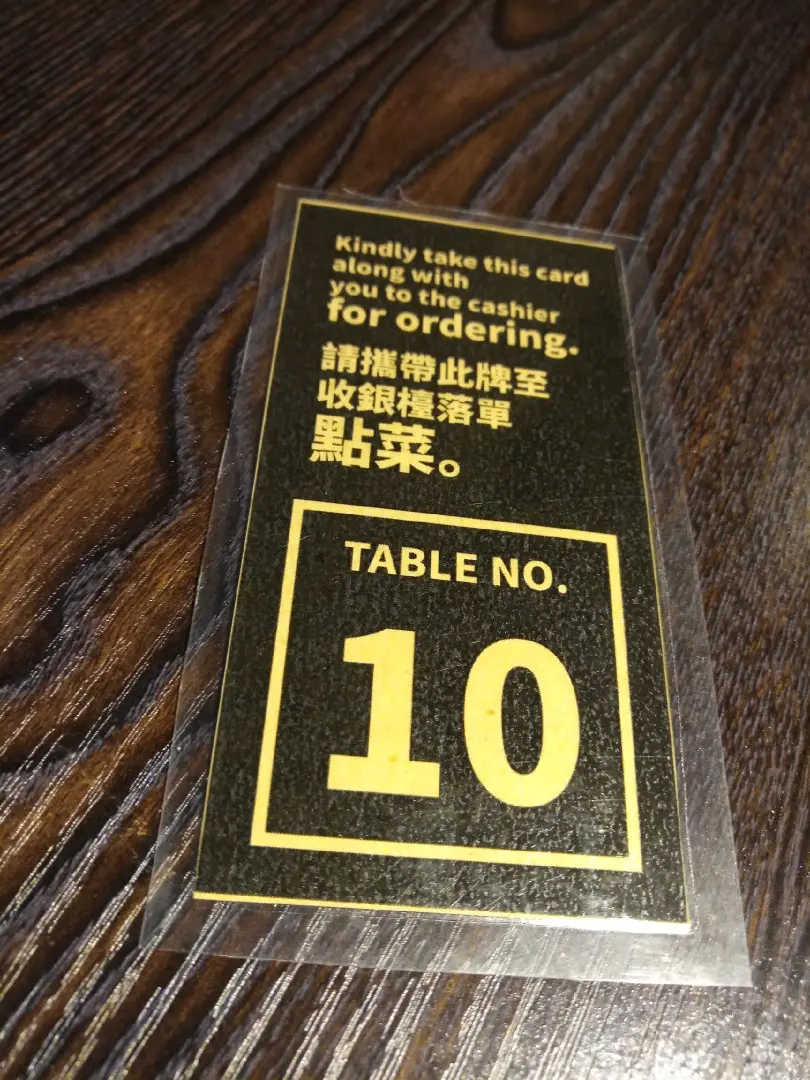 Kindly take this card
along with
you to the cashier
for ordering.
請攜帶此牌至
收銀檯落單
點菜。
TABLE NO.
10